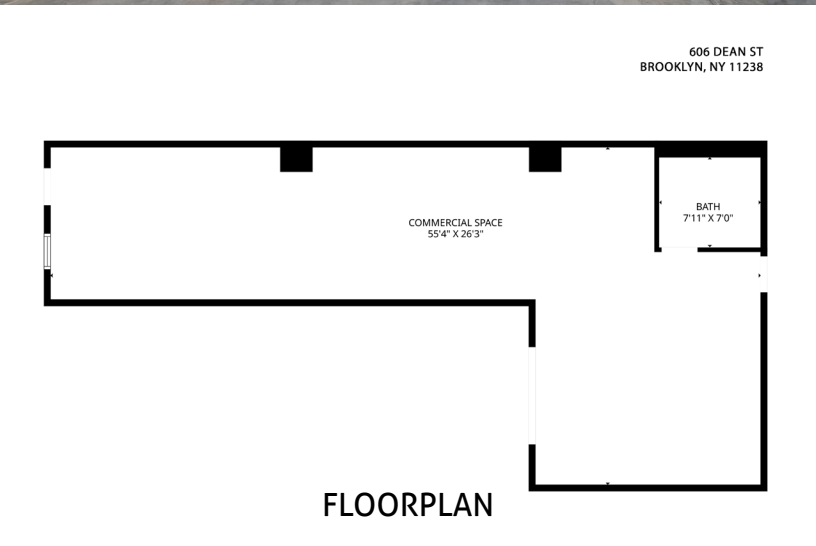 606 DEAN ST
BROOKLYN, NY 11238
BATH
7'11" X 7'0"
COMMERCIAL SPACE
55'4" X 26'3"
FLOORPLAN